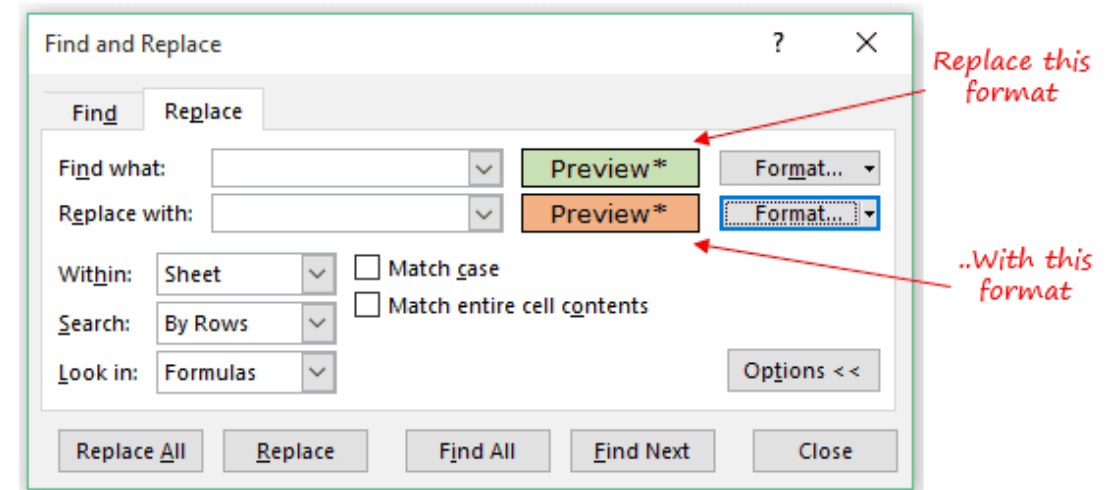 Find and Replace ? ×
Replace this
format
Find Replace
Find what: Preview* Format...
Replace with: Preview* Format...
..With this
format
Within: Sheet Match case
Match entire cell contents
Search: By Rows
Look in: Formulas Options <<
Replace All Replace Find All Find Next Close